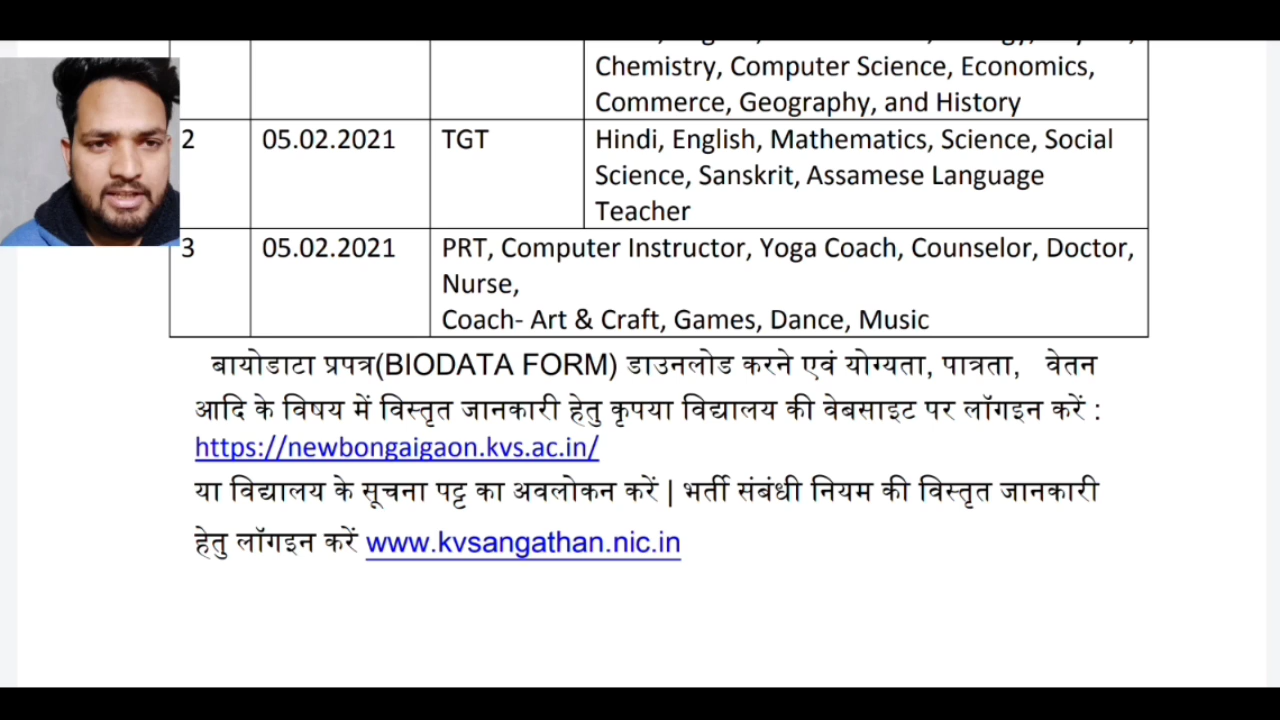 Chemistry, Computer Science, Economics,
Commerce, Geography, and History
2 05.02.2021 TGT Hindi, English, Mathematics, Science, Social
Science, Sanskrit, Assamese Language
Teacher
3 05.02.2021 PRT, Computer Instructor, Yoga Coach, Counselor, Doctor,
Nurse,
Coach- Art & Craft, Games, Dance, Music
बायोडाटा प्रपत्र(BIODATA FORM) डाउनलोड करने एवं योग्यता, पात्रता, वेतन
आदि के विषय में विस्तृत जानकारी हेतु कृपया विद्यालय की वेबसाइट पर लॉगइन करें :
https://newbongaigaon.kvs.ac.in/
या विद्यालय के सूचना पट्ट का अवलोकन करें | भर्ती संबंधी नियम की विस्तृत जानकारी
हेतु लॉगइन करें www.kvsangathan.nic.in